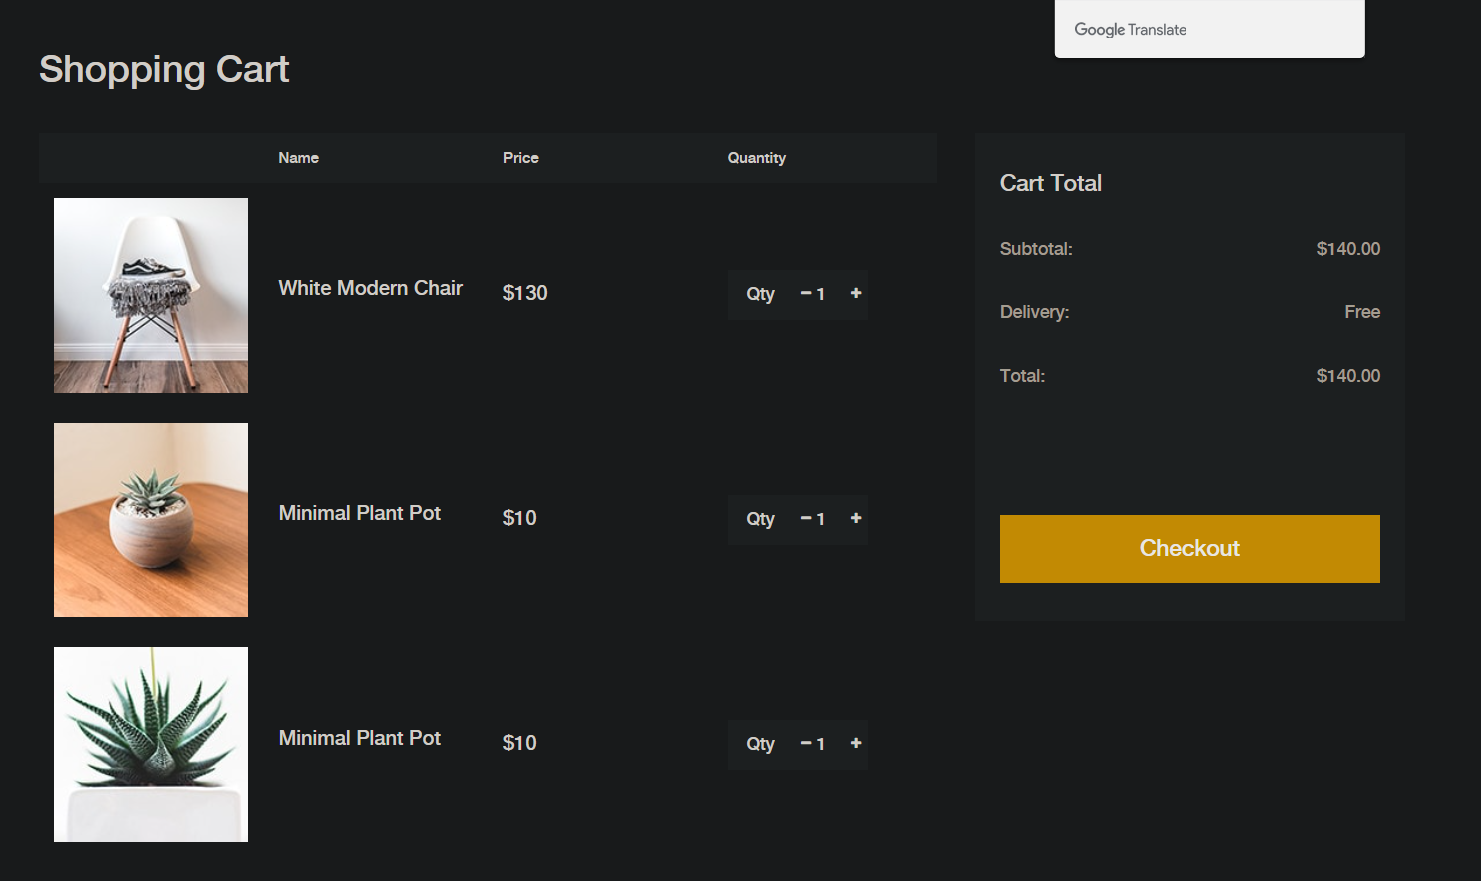 Google Translate
Shopping Cart
Name Price Quantity
White Modern Chair $130 Qty − 1 +
Minimal Plant Pot $10 Qty − 1 +
Minimal Plant Pot $10 Qty − 1 +
Cart Total
Subtotal: $140.00
Delivery: Free
Total: $140.00
Checkout